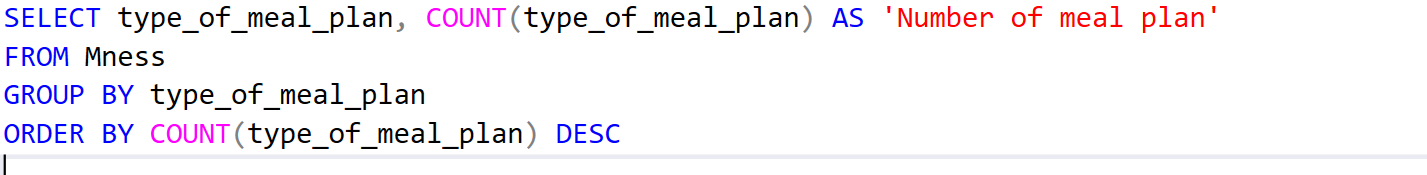 SELECT type_of_meal_plan, COUNT(type_of_meal_plan) AS 'Number of meal plan'
FROM Mness
GROUP BY type_of_meal_plan
ORDER BY COUNT(type_of_meal_plan) DESC